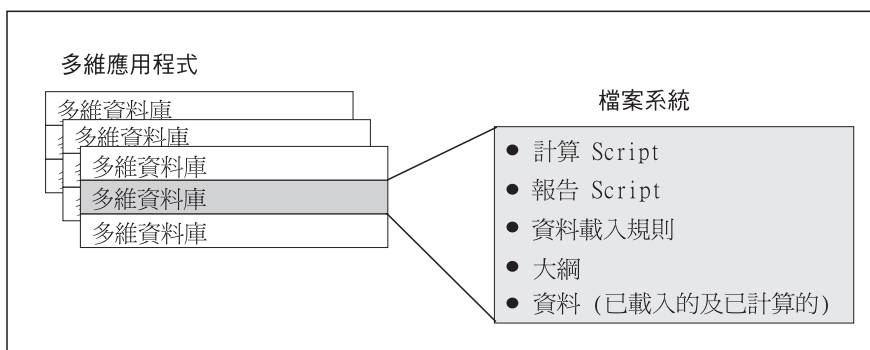 多維應用程式
多維資料庫
多維資料庫
多維資料庫
多維資料庫
多維資料庫
檔案系統
● 計算 Script
● 報告 Script
● 資料載入規則
● 大綱
● 資料 (已載入的及已計算的)